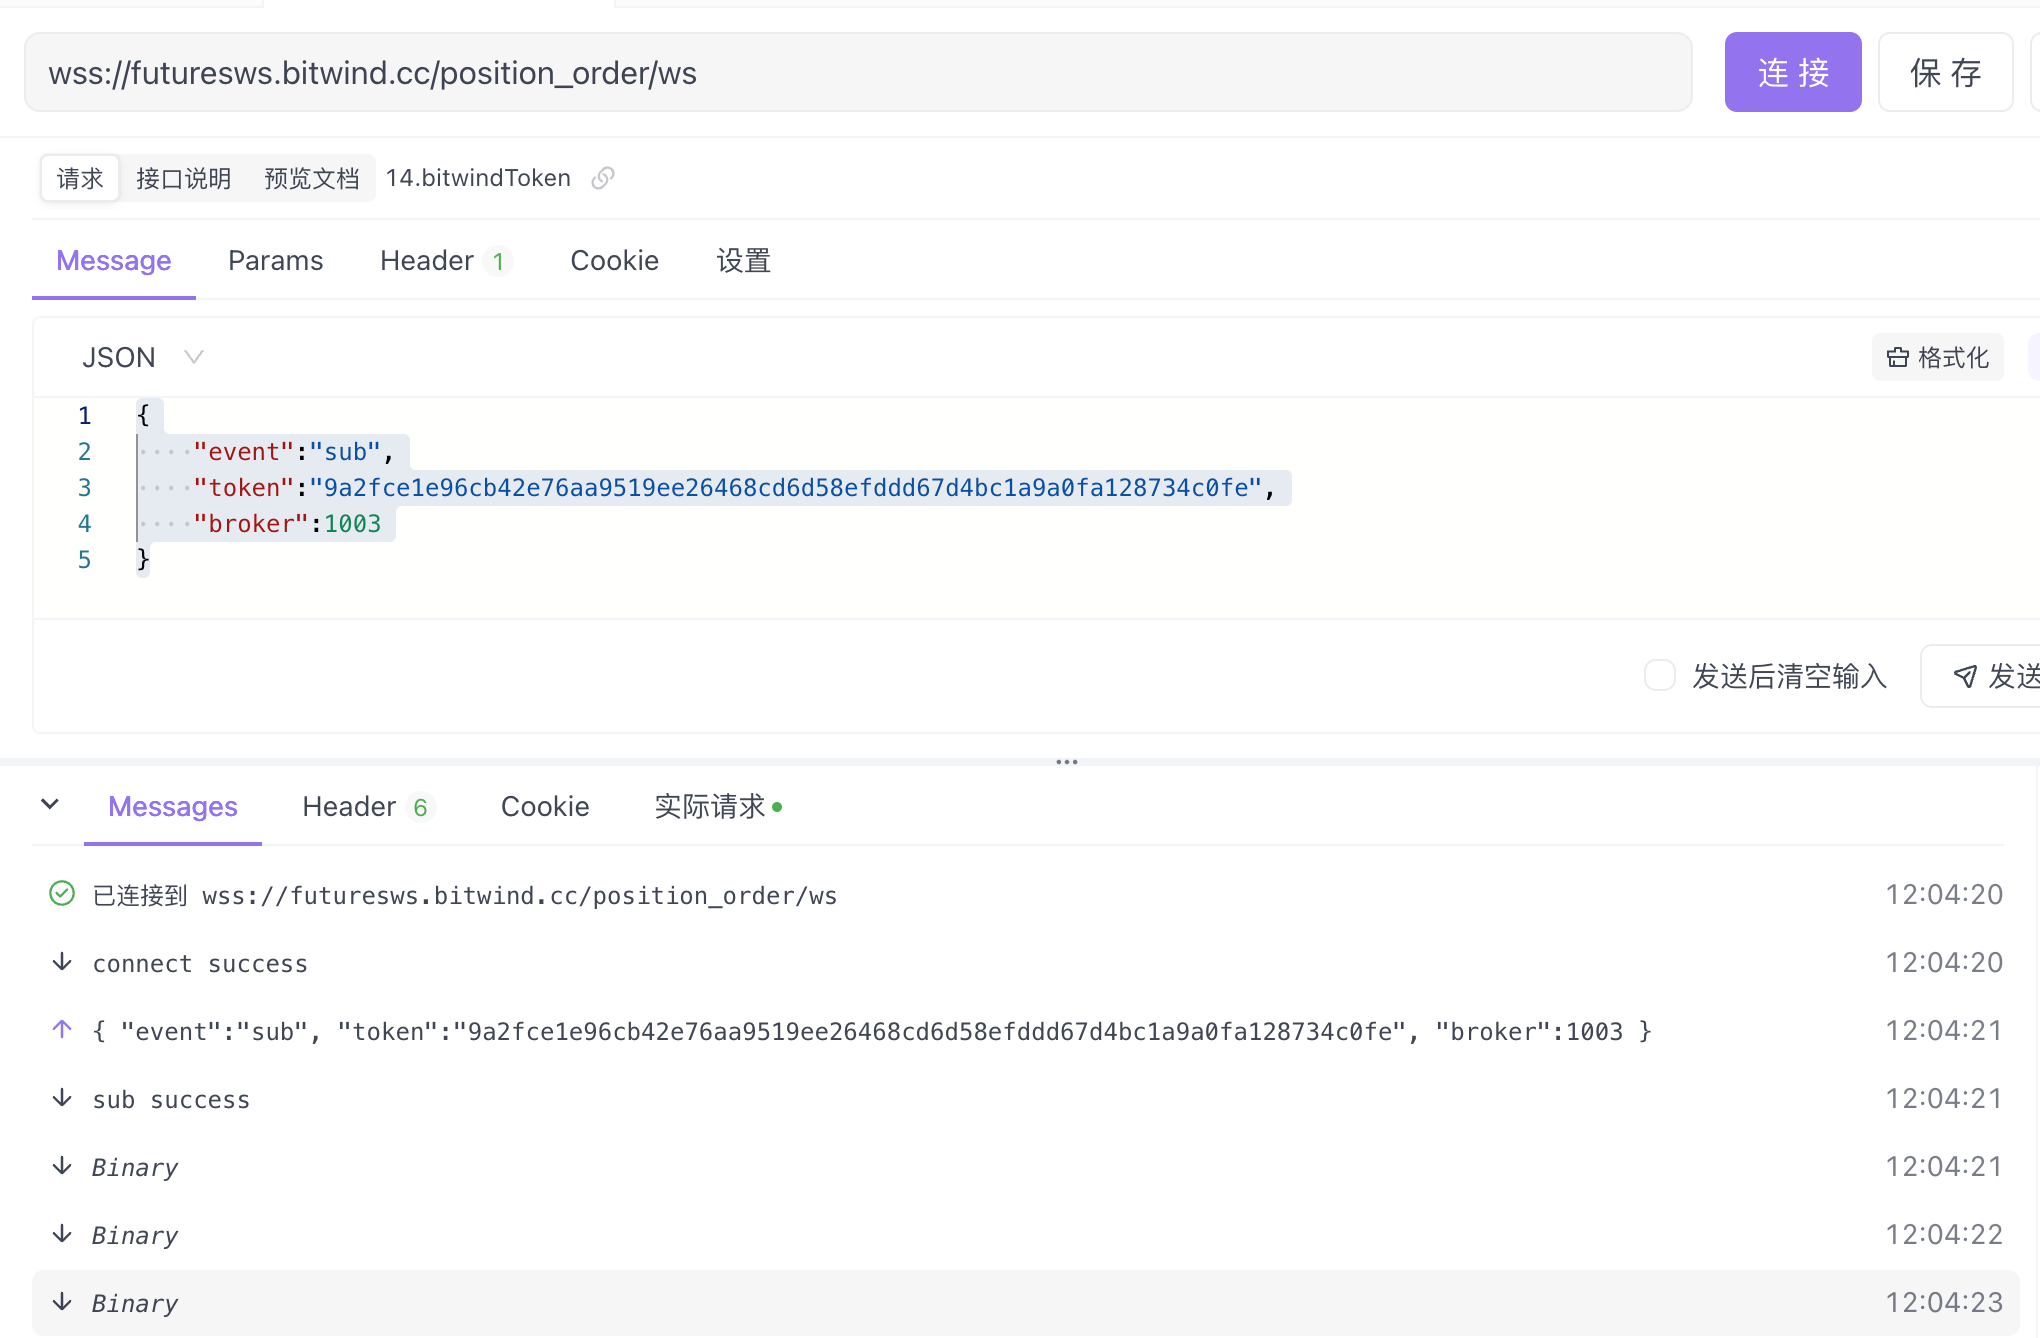 wss://futuresws.bitwind.cc/position_order/ws 连接 保存
请求 接口说明 预览文档 14.bitwindToken
Message Params Header 1 Cookie 设置
JSON 格式化
1 {
2 "event":"sub",
3 "token":"9a2fce1e96cb42e76aa9519ee26468cd6d58efddd67d4bc1a9a0fa128734c0fe",
4 "broker":1003
5 }
发送后清空输入 发送
Messages Header 6 Cookie 实际请求
已连接到 wss://futuresws.bitwind.cc/position_order/ws 12:04:20
connect success 12:04:20
{ "event":"sub", "token":"9a2fce1e96cb42e76aa9519ee26468cd6d58efddd67d4bc1a9a0fa128734c0fe", "broker":1003 } 12:04:21
sub success 12:04:21
Binary 12:04:21
Binary 12:04:22
Binary 12:04:23